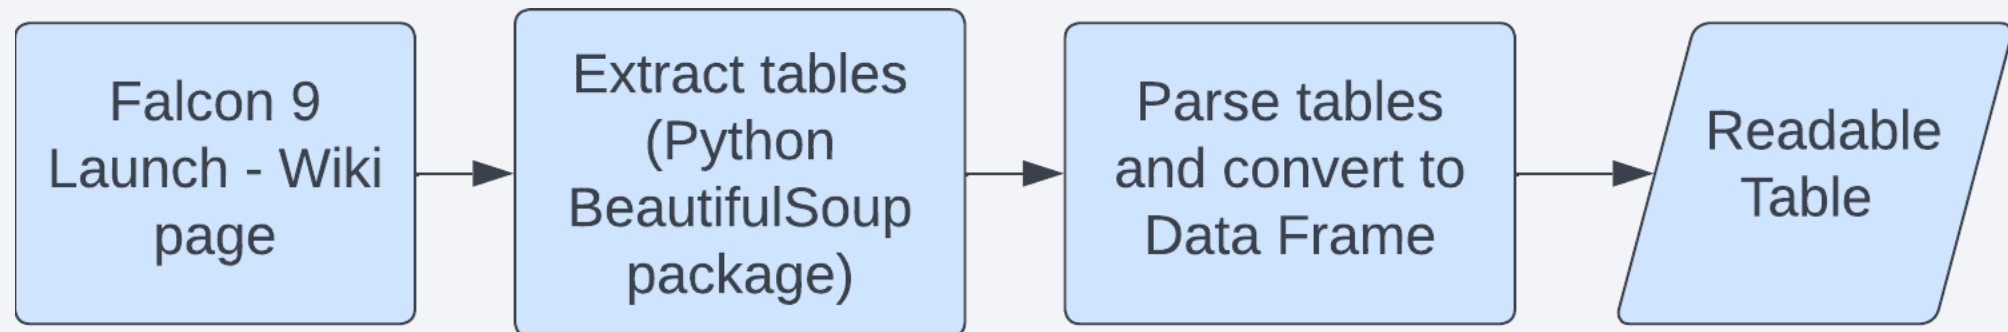 Falcon 9
Launch - Wiki
page
Extract tables
(Python
BeautifulSoup
package)
Parse tables
and convert to
Data Frame
Readable
Table